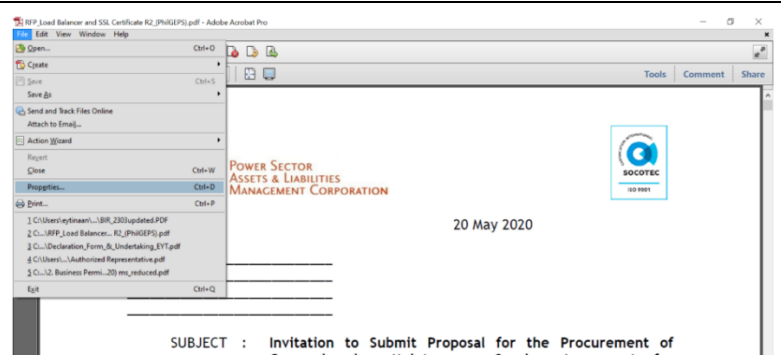 RFP_Load Balancer and SSL Certificate R2_(PhilGEPS).pdf - Adobe Acrobat Pro
File Edit View Window Help
Open... Ctrl+O
Create
Save Ctrl+S
Save As
Send and Track Files Online
Attach to Email...
Action Wizard
Revert
Close Ctrl+W
Properties... Ctrl+D
Print... Ctrl+P
1 C:\Users\eytinaan\...\BIR_2303updated.PDF
2 C:\...\RFP_Load Balancer... R2_(PhilGEPS).pdf
3 C:\...\Declaration_Form_&_Undertaking_EYT.pdf
4 C:\Users\...\Authorized Representative.pdf
5 C:\...\2. Business Permi...20) ms_reduced.pdf
Exit Ctrl+Q
Tools Comment Share
POWER SECTOR
ASSETS & LIABILITIES
MANAGEMENT CORPORATION
SOCOTEC
ISO 9001
20 May 2020
SUBJECT : Invitation to Submit Proposal for the Procurement of